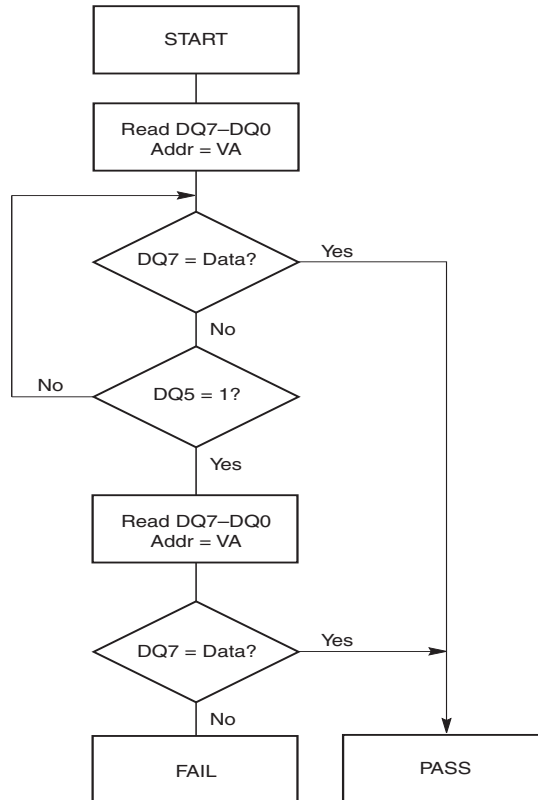 START
Read DQ7–DQ0
Addr = VA
DQ7 = Data?
Yes
No
No
DQ5 = 1?
Yes
Read DQ7–DQ0
Addr = VA
DQ7 = Data?
Yes
No
FAIL
PASS